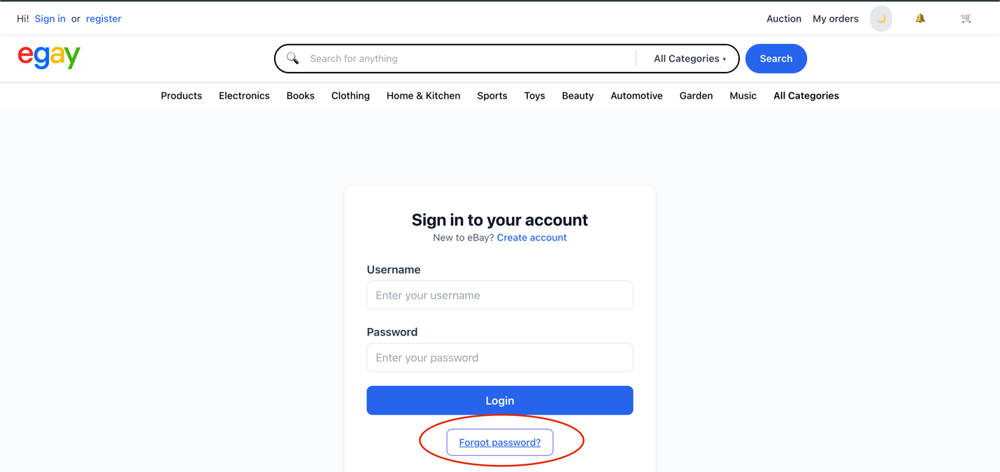 Hi! Sign in or register Auction My orders
egay Search for anything All Categories ▾ Search
Products Electronics Books Clothing Home & Kitchen Sports Toys Beauty Automotive Garden Music All Categories
Sign in to your account
New to eBay? Create account
Username
Enter your username
Password
Enter your password
Login
Forgot password?